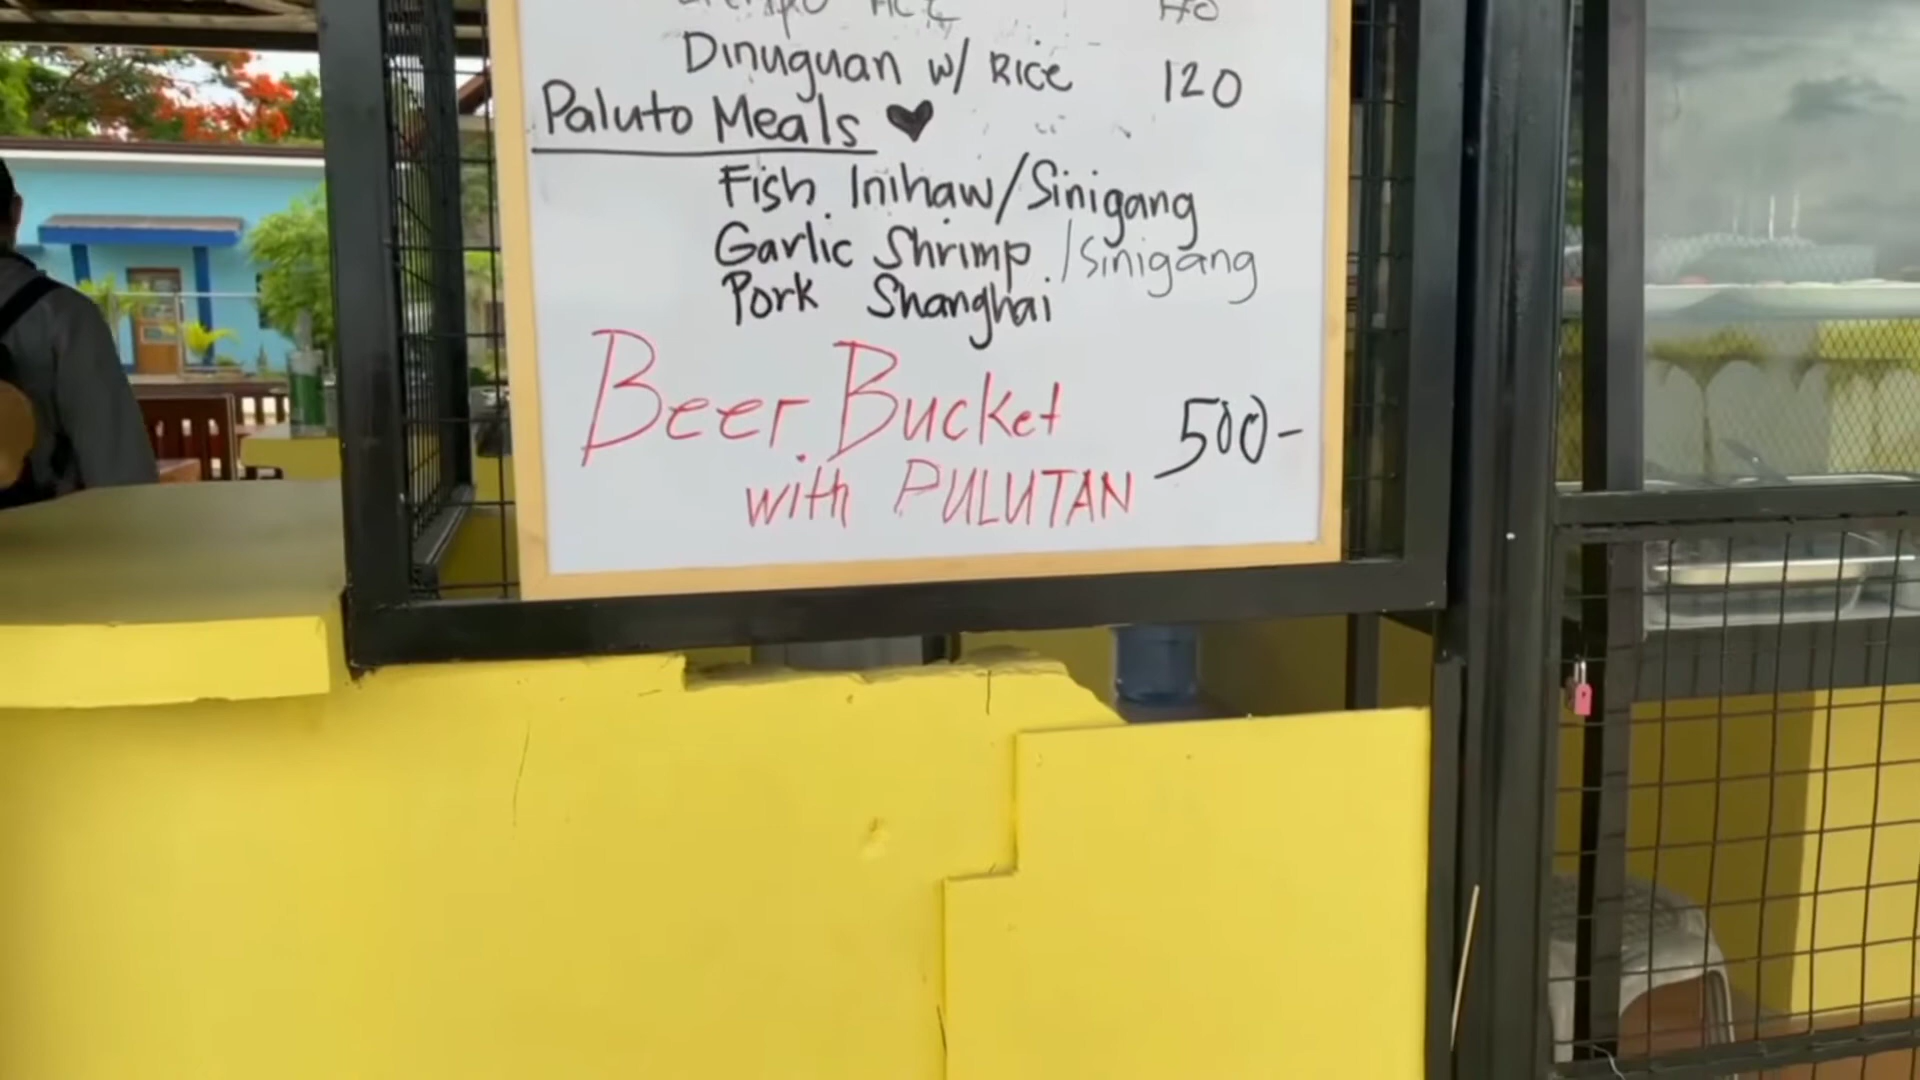 Dinuguan w/ Rice 120
Paluto Meals ♥
Fish Inihaw/Sinigang
Garlic Shrimp /Sinigang
Pork Shanghai
Beer Bucket 500-
with PULUTAN